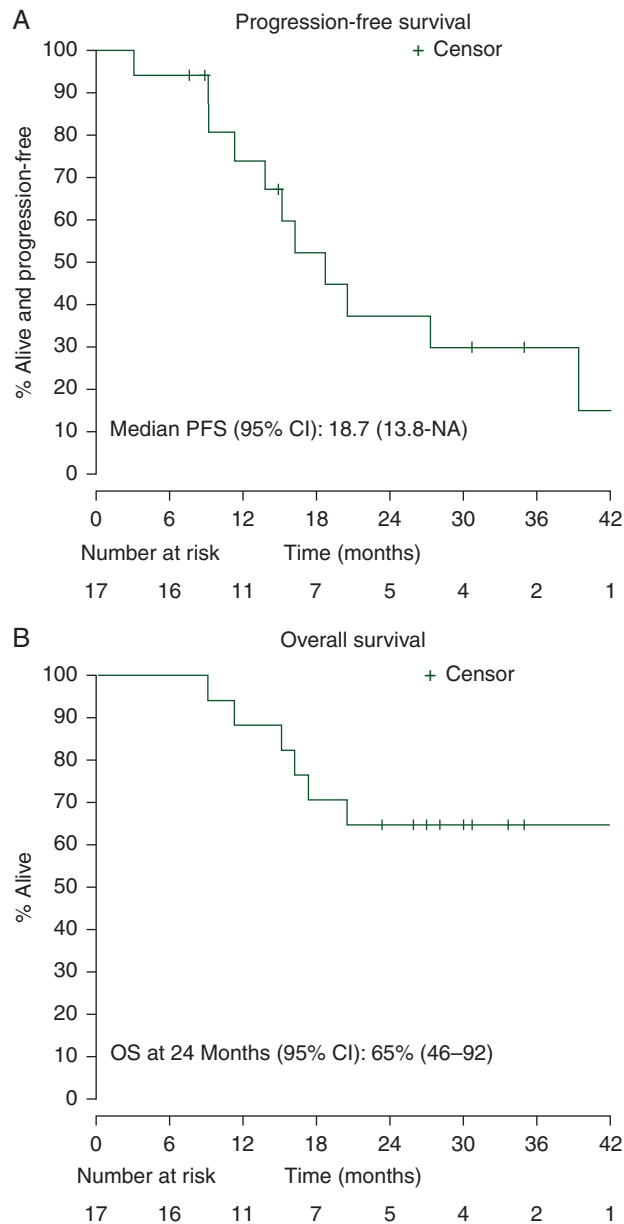 A
Progression-free survival
+ Censor
100
90
80
70
60
50
40
30
20
10
0
% Alive and progression-free
Median PFS (95% CI): 18.7 (13.8-NA)
0 6 12 18 24 30 36 42
Number at risk Time (months)
17 16 11 7 5 4 2 1
B
Overall survival
+ Censor
100
90
80
70
60
50
40
30
20
10
0
% Alive
OS at 24 Months (95% CI): 65% (46–92)
0 6 12 18 24 30 36 42
Number at risk Time (months)
17 16 11 7 5 4 2 1